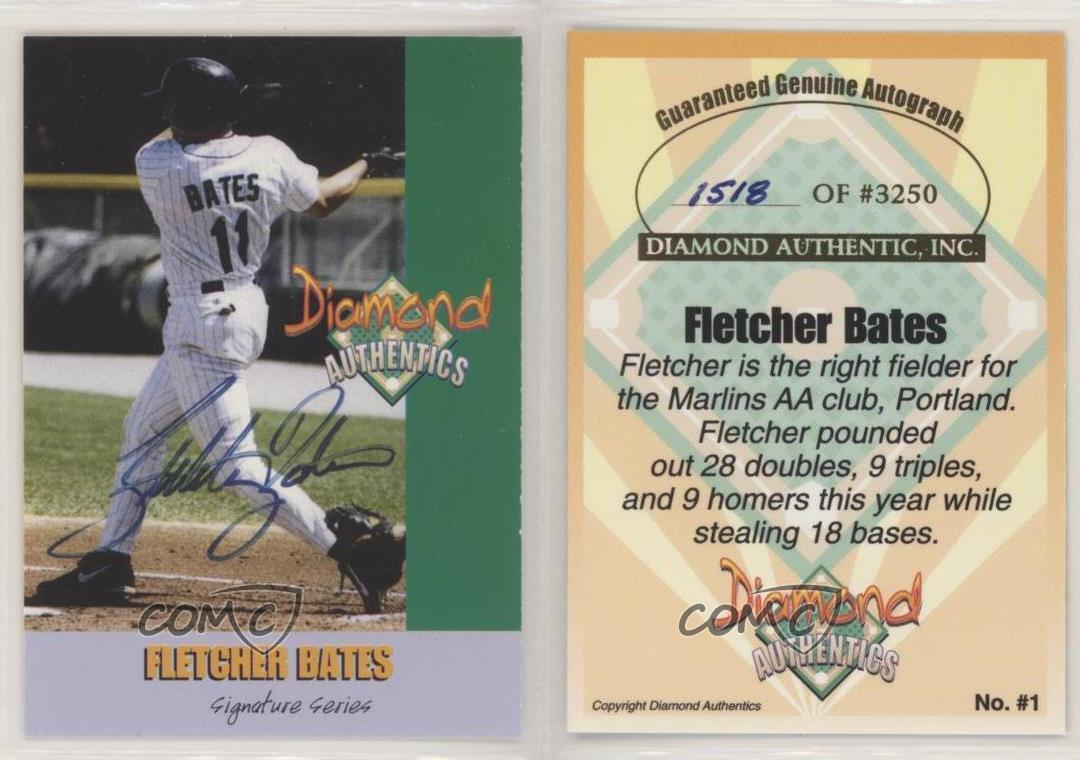 BATES
11
Diamond
AUTHENTICS
Fletcher Bates
COMC
FLETCHER BATES
Signature Series
Guaranteed Genuine Autograph
1518 OF #3250
DIAMOND AUTHENTIC, INC.
Fletcher Bates
Fletcher is the right fielder for
the Marlins AA club, Portland.
Fletcher pounded
out 28 doubles, 9 triples,
and 9 homers this year while
stealing 18 bases.
Diamond
COMC
AUTHENTICS
Copyright Diamond Authentics
No. #1